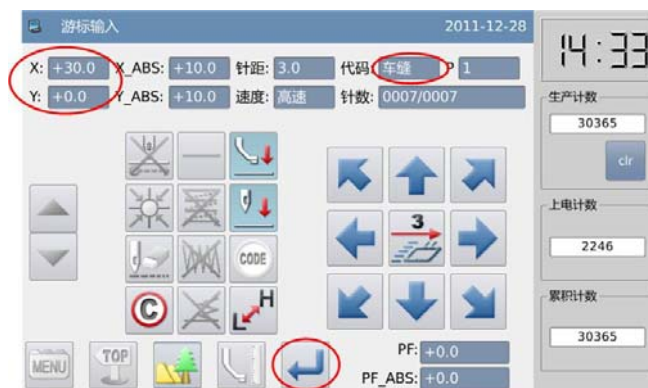 游标输入 2011-12-28
14:33
X: +30.0 X_ABS: +10.0 针距: 3.0 代码: 车缝 P 1
Y: +0.0 Y_ABS: +10.0 速度: 高速 针数: 0007/0007
生产计数
30365
clr
上电计数
2246
累积计数
30365
3
CODE
C
H
L
MENU
TOP
PF: +0.0
PF_ABS: +0.0